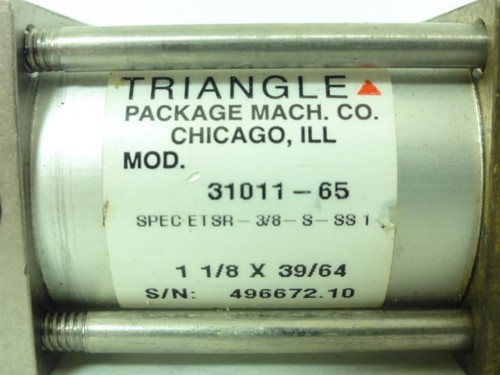 TRIANGLE
PACKAGE MACH. CO.
CHICAGO, ILL
MOD.
31011-65
SPEC ETSR-3/8-S-SS 1
1 1/8 X 39/64
S/N: 496672.10